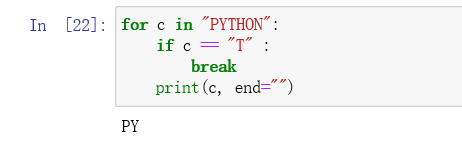 In [22]: for c in "PYTHON":
    if c == "T" :
        break
    print(c, end="")
PY